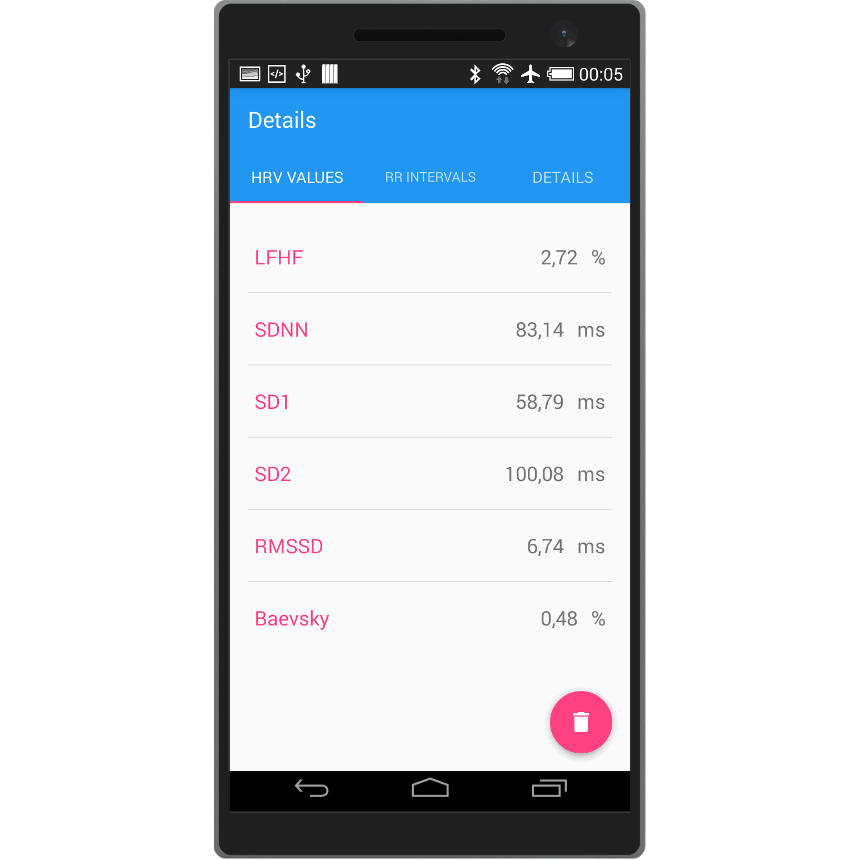 00:05
Details
HRV VALUES RR INTERVALS DETAILS
LFHF 2,72 %
SDNN 83,14 ms
SD1 58,79 ms
SD2 100,08 ms
RMSSD 6,74 ms
Baevsky 0,48 %